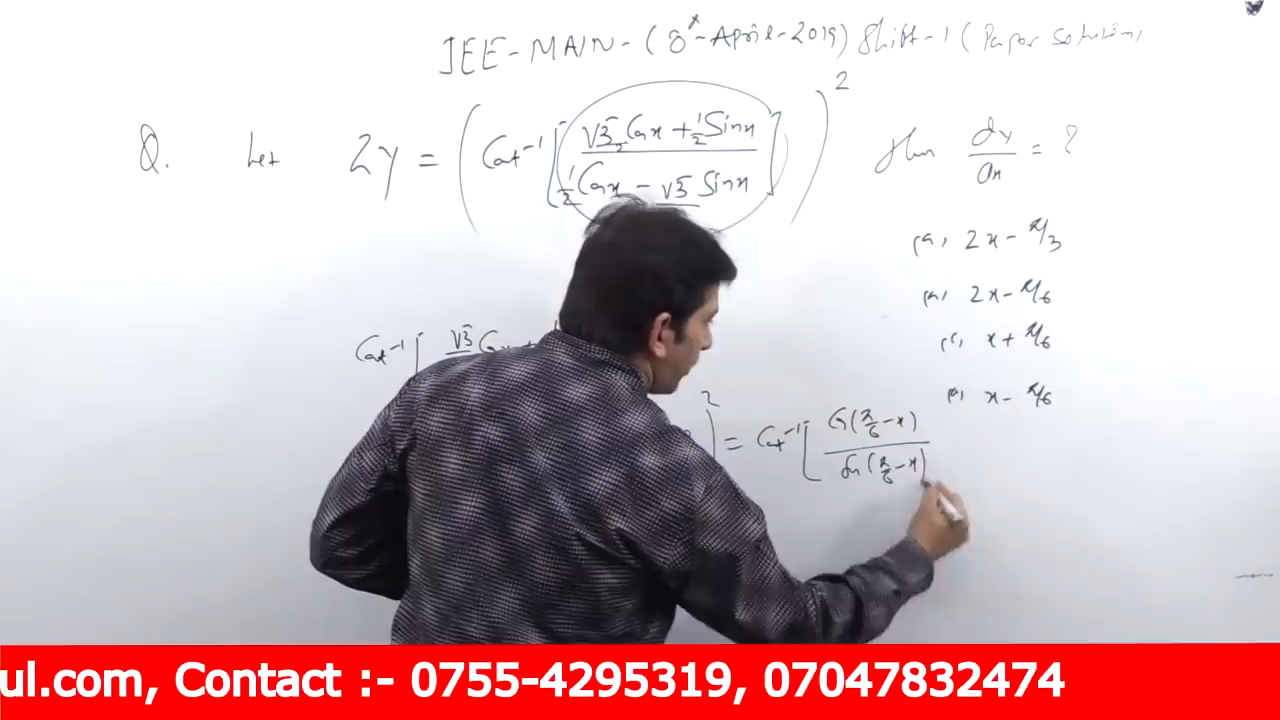 JEE-MAIN-(8-April-2019) Shift-1 (Paper solution)
Q. Let 2y = (Cot⁻¹[(√3/2 Cosx + 1/2 Sinx)/(1/2 Cosx - √3/2 Sinx)])² then dy/dx = ?
2x - π/3
2x - π/6
Cot⁻¹[ √3
x + π/6
x - π/6
]² = Cot⁻¹[ Cos(π/6 - x) / Sin(π/6 - x)
ul.com, Contact :- 0755-4295319, 07047832474